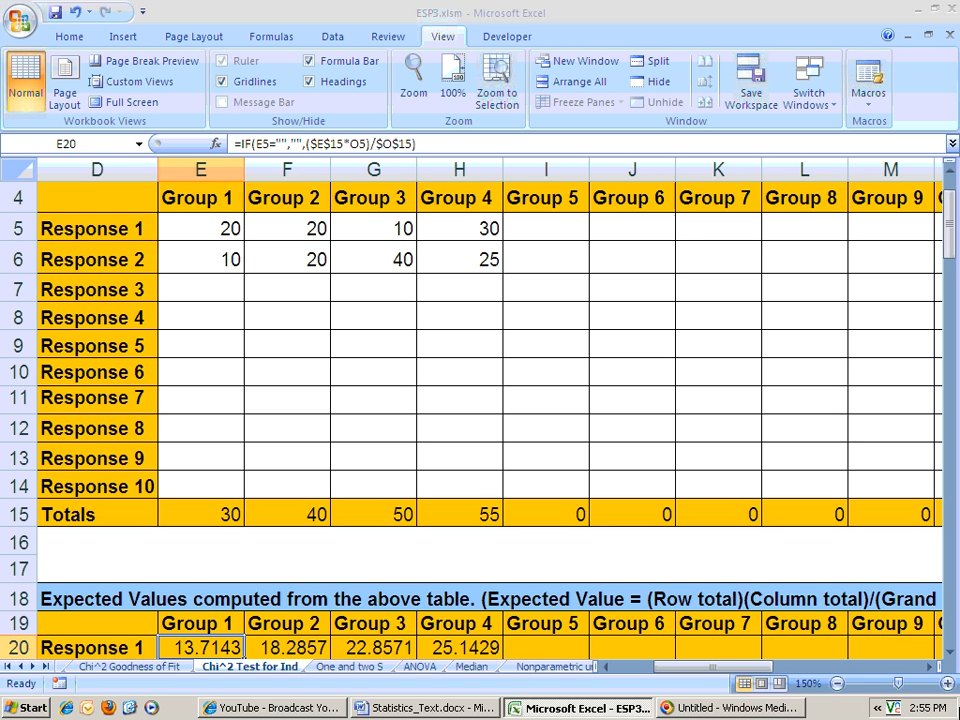 ESP3.xlsm - Microsoft Excel
Home Insert Page Layout Formulas Data Review View Developer
Normal Page Layout Page Break Preview Custom Views Full Screen Workbook Views
Ruler Formula Bar Gridlines Headings Message Bar Show/Hide
Zoom 100% Zoom to Selection Zoom
New Window Arrange All Freeze Panes Split Hide Unhide Save Workspace Switch Windows Window
Macros Macros
E20 fx =IF(E5="","",($E$15*O5)/$O$15)
D E F G H I J K L M
4 Group 1 Group 2 Group 3 Group 4 Group 5 Group 6 Group 7 Group 8 Group 9
5 Response 1 20 20 10 30
6 Response 2 10 20 40 25
7 Response 3
8 Response 4
9 Response 5
10 Response 6
11 Response 7
12 Response 8
13 Response 9
14 Response 10
15 Totals 30 40 50 55 0 0 0 0 0
16
17
18 Expected Values computed from the above table. (Expected Value = (Row total)(Column total)/(Grand
19 Group 1 Group 2 Group 3 Group 4
20 Response 1 13.7143 18.2857 22.8571 25.1429
Chi^2 Goodness of Fit Chi^2 Test for Ind One and two S ANOVA Median Nonparametric
Ready 150%
Start YouTube - Broadcast Yo... Statistics_Text.docx - Mi... Microsoft Excel - ESP3... Untitled - Windows Medi... 2:55 PM